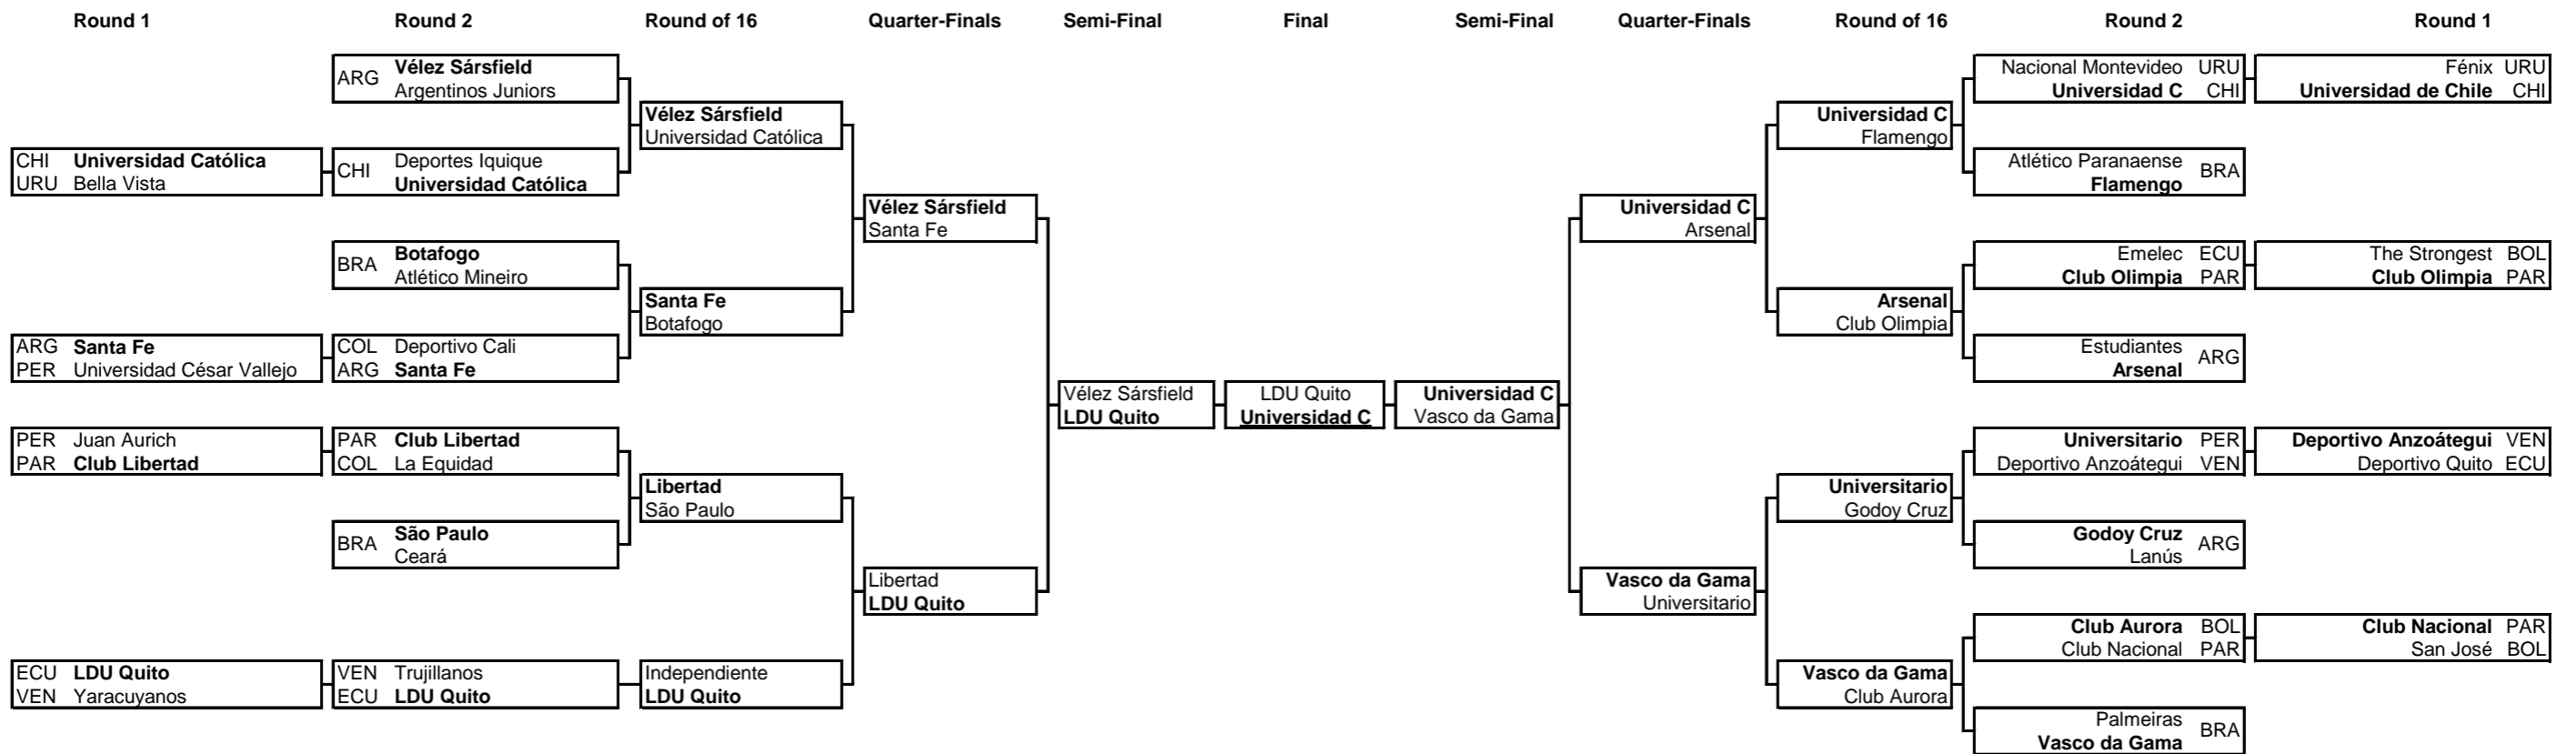 Round 1 Round 2 Round of 16 Quarter-Finals Semi-Final Final Semi-Final Quarter-Finals Round of 16 Round 2 Round 1
ARG Vélez Sársfield
Argentinos Juniors
Vélez Sársfield
Universidad Católica
CHI Universidad Católica
URU Bella Vista
CHI Deportes Iquique
Universidad Católica
Vélez Sársfield
Santa Fe
BRA Botafogo
Atlético Mineiro
Santa Fe
Botafogo
ARG Santa Fe
PER Universidad César Vallejo
COL Deportivo Cali
ARG Santa Fe
Vélez Sársfield
LDU Quito
LDU Quito
Universidad C
Universidad C
Vasco da Gama
PER Juan Aurich
PAR Club Libertad
PAR Club Libertad
COL La Equidad
Libertad
São Paulo
BRA São Paulo
Ceará
Libertad
LDU Quito
ECU LDU Quito
VEN Yaracuyanos
VEN Trujillanos
ECU LDU Quito
Independiente
LDU Quito
Nacional Montevideo URU
Universidad C CHI
Fénix URU
Universidad de Chile CHI
Universidad C
Flamengo
Atlético Paranaense
Flamengo BRA
Universidad C
Arsenal
Emelec ECU
Club Olimpia PAR
The Strongest BOL
Club Olimpia PAR
Arsenal
Club Olimpia
Estudiantes
Arsenal ARG
Universitario PER
Deportivo Anzoátegui VEN
Deportivo Anzoátegui VEN
Deportivo Quito ECU
Universitario
Godoy Cruz
Godoy Cruz
Lanús ARG
Vasco da Gama
Universitario
Club Aurora BOL
Club Nacional PAR
Club Nacional PAR
San José BOL
Vasco da Gama
Club Aurora
Palmeiras
Vasco da Gama BRA